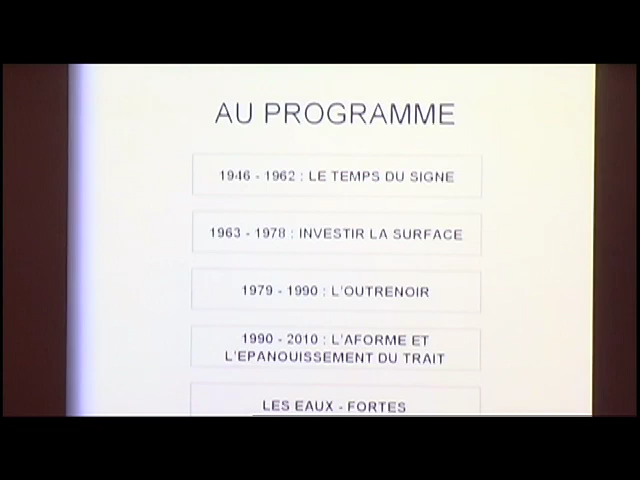 AU PROGRAMME
1946 - 1962 : LE TEMPS DU SIGNE
1963 - 1978 : INVESTIR LA SURFACE
1979 - 1990 : L'OUTRENOIR
1990 - 2010 : L'AFORME ET
L'EPANOUISSEMENT DU TRAIT
LES EAUX - FORTES